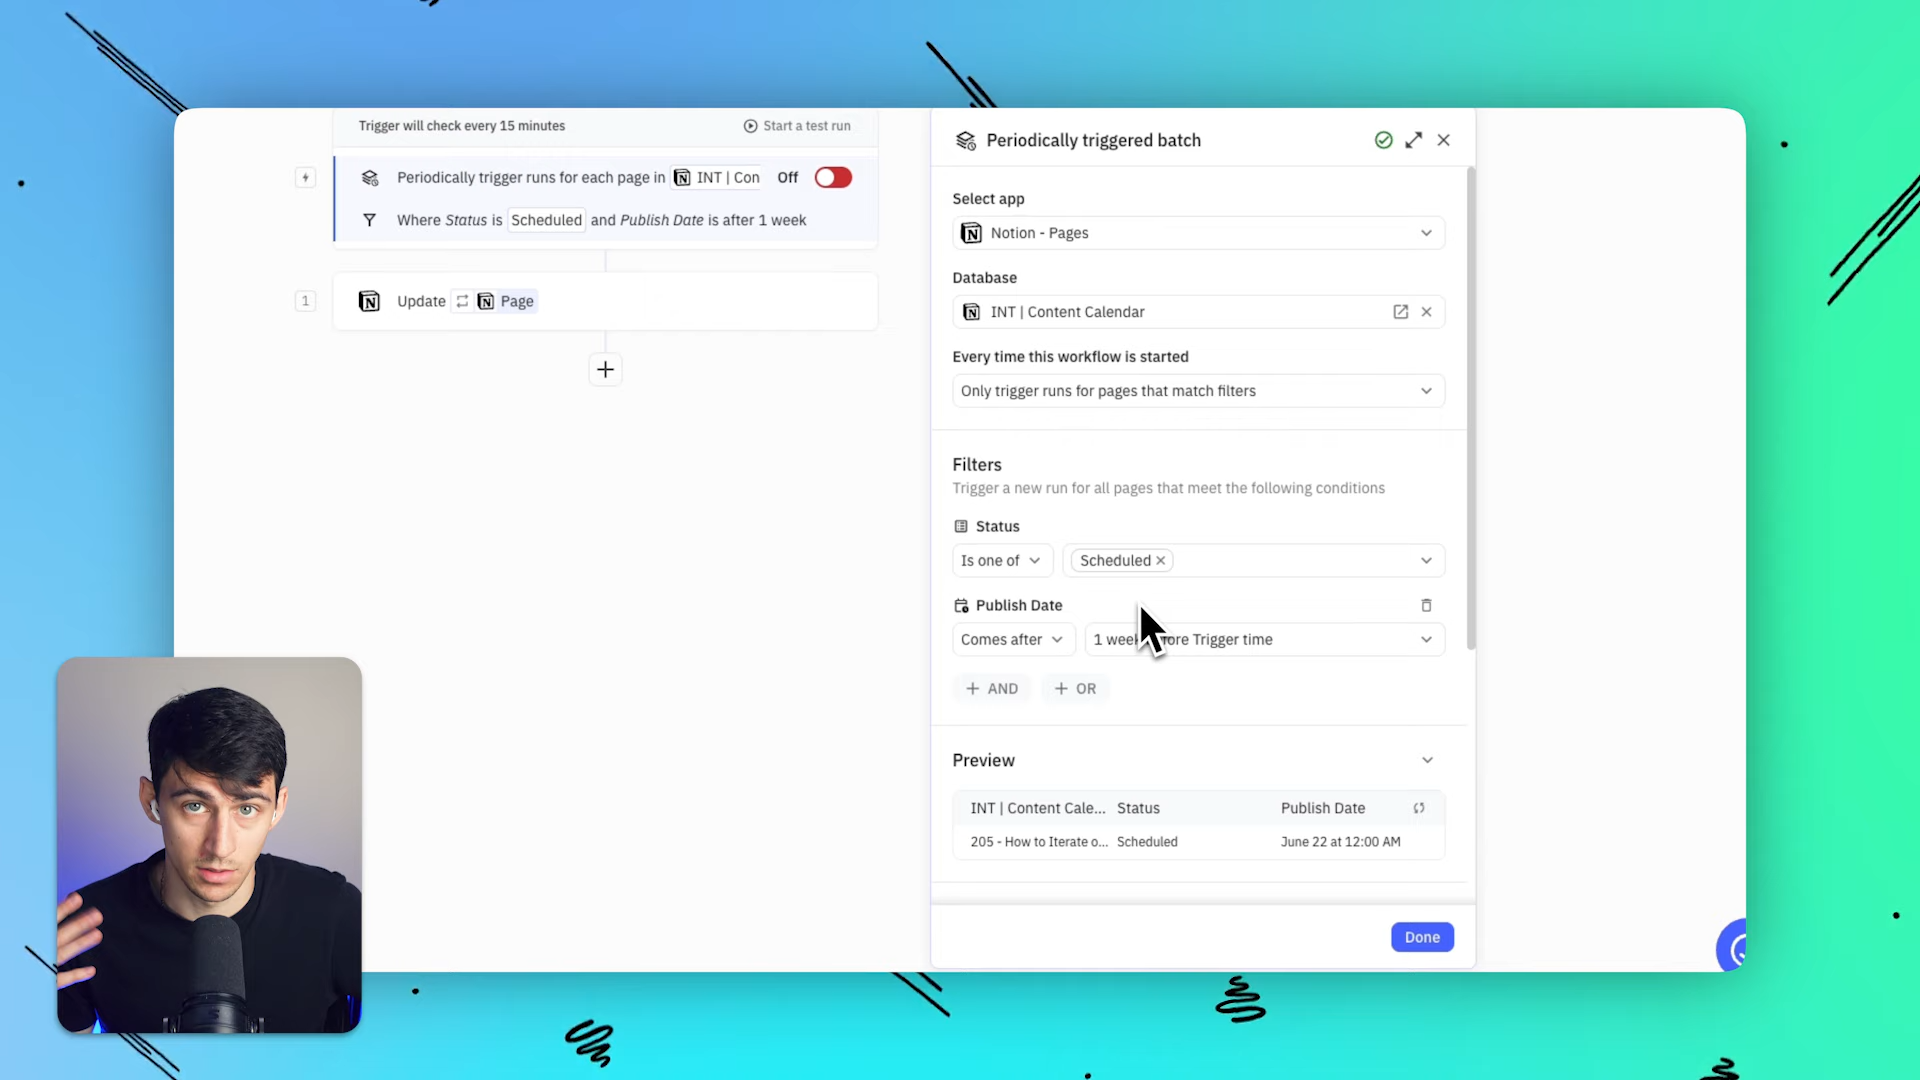 Trigger will check every 15 minutes
Start a test run
Periodically trigger runs for each page in INT | Con Off
Where Status is Scheduled and Publish Date is after 1 week
1
Update Page
Periodically triggered batch
Select app
Notion - Pages
Database
INT | Content Calendar
Every time this workflow is started
Only trigger runs for pages that match filters
Filters
Trigger a new run for all pages that meet the following conditions
Status
Is one of Scheduled
Publish Date
Comes after 1 week Trigger time
+ AND + OR
Preview
INT | Content Cale... Status Publish Date
205 - How to Iterate o... Scheduled June 22 at 12:00 AM
Done